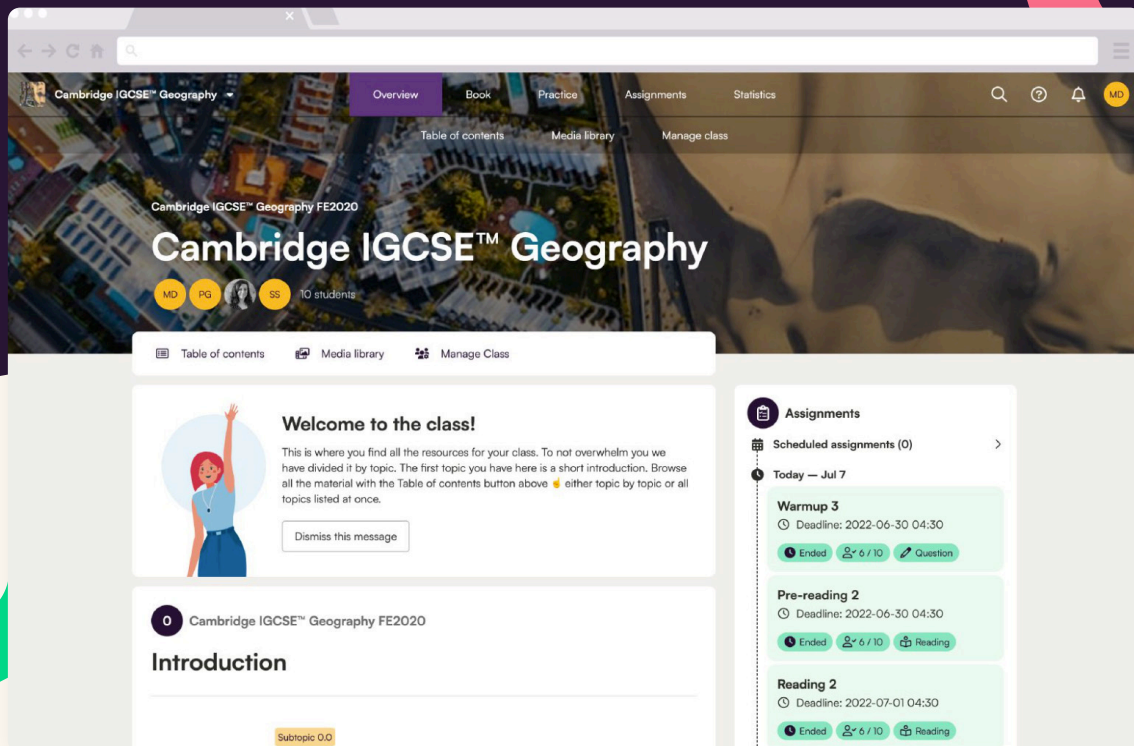 Cambridge IGCSE™ Geography
Overview
Book
Practice
Assignments
Statistics
MD
Table of contents
Media library
Manage class
Cambridge IGCSE™ Geography FE2020
Cambridge IGCSE™ Geography
MD
PG
SS
10 students
Table of contents
Media library
Manage Class
Welcome to the class!
This is where you find all the resources for your class. To not overwhelm you we
have divided it by topic. The first topic you have here is a short introduction. Browse
all the material with the Table of contents button above ☝ either topic by topic or all
topics listed at once.
Dismiss this message
0 Cambridge IGCSE™ Geography FE2020
Introduction
Subtopic 0.0
Assignments
Scheduled assignments (0)
Today — Jul 7
Warmup 3
Deadline: 2022-06-30 04:30
Ended 6 / 10 Question
Pre-reading 2
Deadline: 2022-06-30 04:30
Ended 6 / 10 Reading
Reading 2
Deadline: 2022-07-01 04:30
Ended 6 / 10 Reading